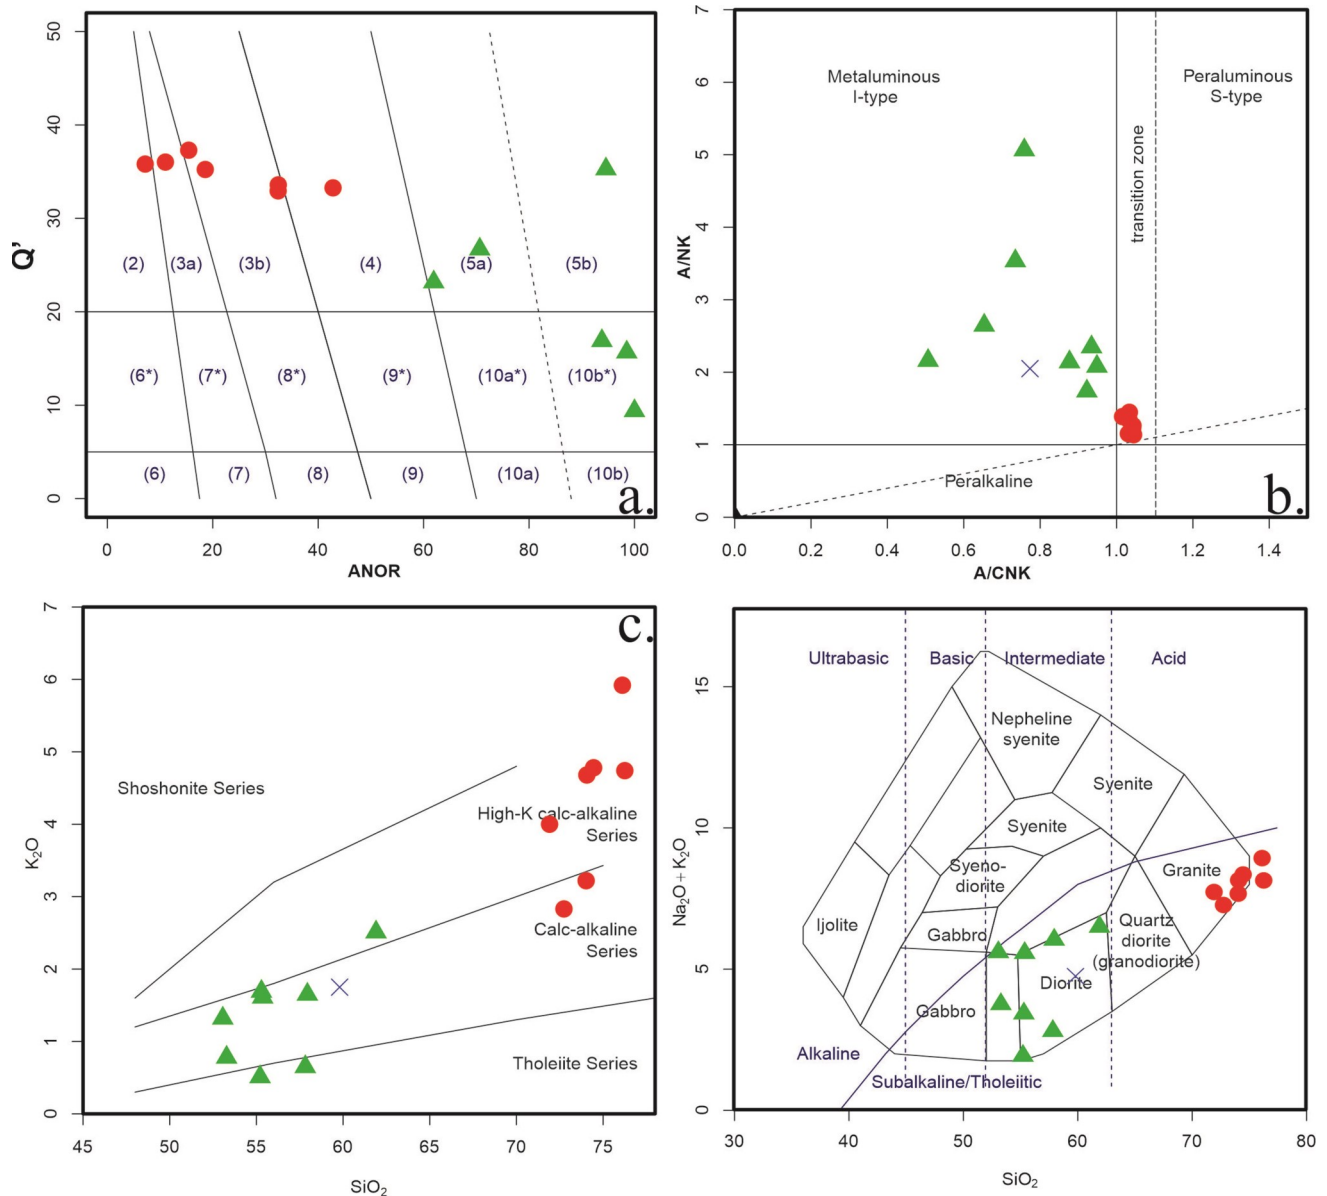 50
40
30
20
10
0
Q'
(2)
(3a)
(3b)
(4)
(5a)
(5b)
(6*)
(7*)
(8*)
(9*)
(10a*)
(10b*)
(6)
(7)
(8)
(9)
(10a)
(10b)
a.
0
20
40
60
80
100
ANOR
7
6
5
4
3
2
1
0
A/NK
Metaluminous
I-type
Peraluminous
S-type
transition zone
Peralkaline
b.
0.0
0.2
0.4
0.6
0.8
1.0
1.2
1.4
A/CNK
7
6
5
4
3
2
1
0
K₂O
c.
Shoshonite Series
High-K calc-alkaline
Series
Calc-alkaline
Series
Tholeiite Series
45
50
55
60
65
70
75
SiO₂
15
10
5
0
Na₂O + K₂O
Ultrabasic
Basic
Intermediate
Acid
Nepheline
syenite
Syenite
Syenite
Syeno-
diorite
Granite
Ijolite
Gabbro
Quartz
diorite
(granodiorite)
Diorite
Gabbro
Alkaline
Subalkaline/Tholeiitic
30
40
50
60
70
80
SiO₂